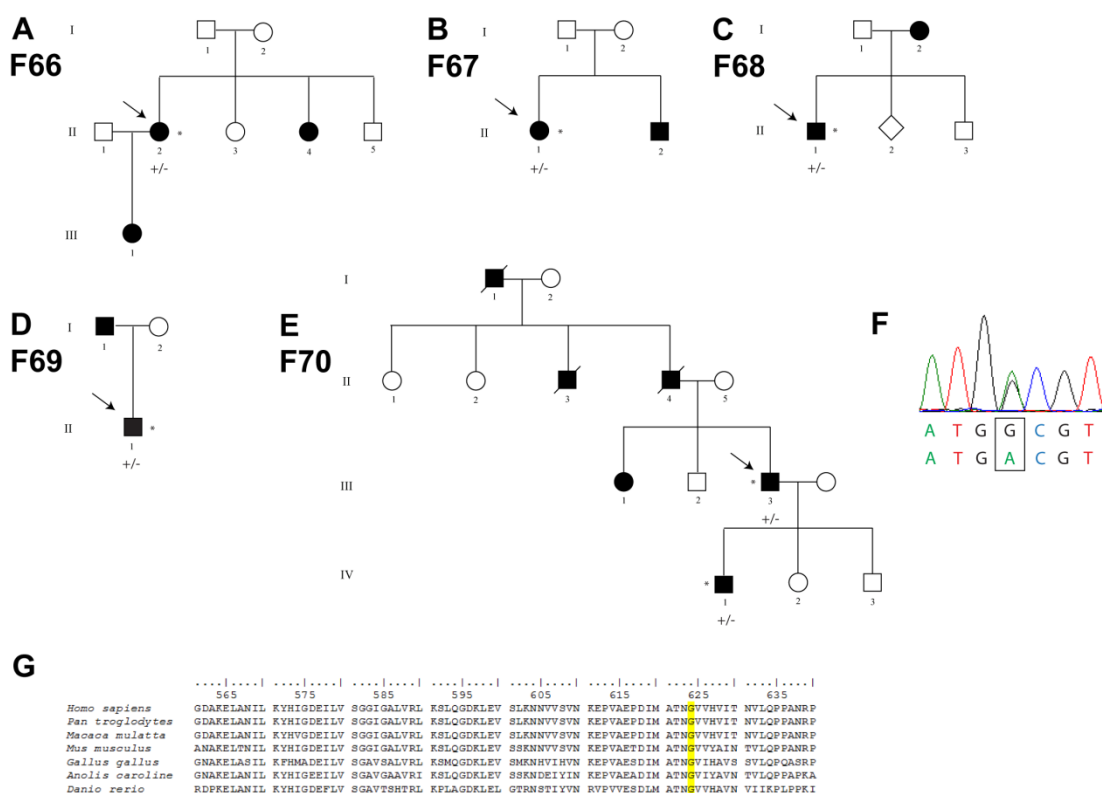 A I B I C I
F66 1 2 F67 1 2 F68 1 2
II 1 2 * 3 4 5 II 1 * 2 II 1 * 2 3
+/- +/- +/-
III 1
D I E I F
F69 1 2 F70 1 2
II 1 2 3 4 5
II 1 *
+/-
A T G G C G T
A T G A C G T
III 1 2 * 3
+/-
IV * 1 2 3
+/-
G
....|....| ....|....| ....|....| ....|....| ....|....| ....|....| ....|....| ....|....|
565 575 585 595 605 615 625 635
Homo sapiens GDAKELANIL KYHIGDEILV SGGIGALVRL KSLQGDKLEV SLKNNVVSVN KEPVAEPDIM ATNGVVHVIT NVLQPPANRP
Pan troglodytes GDAKELANIL KYHIGDEILV SGGIGALVRL KSLQGDKLEV SLKNNVVSVN KEPVAEPDIM ATNGVVHVIT NVLQPPANRP
Macaca mulatta GDAKELANIL KYHVGDEILV SGGIGALVRL KSLQGDKLEV SLKNNVVSVN KEPVAEPDIM ATNGVVHVIT NVLQPPANRP
Mus musculus ANAKELTNIL KYHIGDEILV SGGIGALVRL KSLQGDKLEV SSKNNVVSVN KEPVAETDIM ATNGVVYAIN TVLQPPANRP
Gallus gallus GNAKELASIL KFHMADEILV SGAVSALVRL KSMQGDKLEV SMKNHVIHVN KEPVAESDIM ATNGVIHAVS SVLQPQASRP
Anolis caroline GNAKELANIL KYHIGEEILV SGAVGAAVRI KSLQGDKLEV SSKNDEIYIN KEPVAEPDIM ATNGVIYAVN TVLQPPAPKA
Danio rerio RDPKELANIL KYHIGDEFLV SGAVTSHTRL KPLAGDKLEL GTRNSTIYVN RVPVVESDLM ATNGVVHAVN VIIKPLPPKI